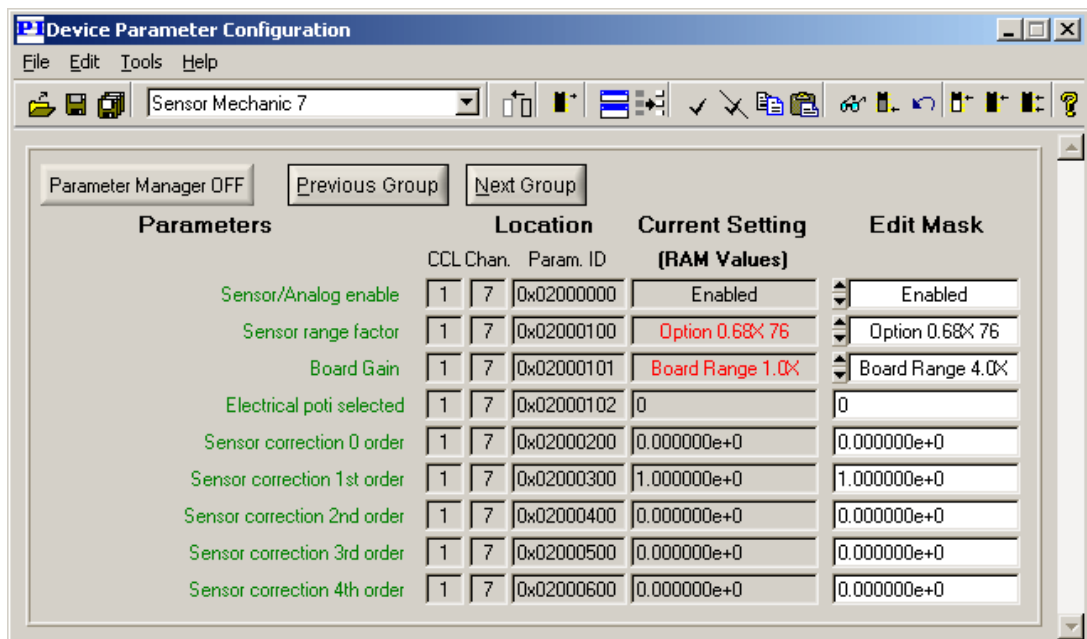 PI Device Parameter Configuration
File Edit Tools Help
Sensor Mechanic 7
Parameter Manager OFF Previous Group Next Group
Parameters Location Current Setting Edit Mask
CCL Chan. Param. ID (RAM Values)
Sensor/Analog enable 1 7 0x02000000 Enabled Enabled
Sensor range factor 1 7 0x02000100 Option 0.68X 76 Option 0.68X 76
Board Gain 1 7 0x02000101 Board Range 1.0X Board Range 4.0X
Electrical poti selected 1 7 0x02000102 0 0
Sensor correction 0 order 1 7 0x02000200 0.000000e+0 0.000000e+0
Sensor correction 1st order 1 7 0x02000300 1.000000e+0 1.000000e+0
Sensor correction 2nd order 1 7 0x02000400 0.000000e+0 0.000000e+0
Sensor correction 3rd order 1 7 0x02000500 0.000000e+0 0.000000e+0
Sensor correction 4th order 1 7 0x02000600 0.000000e+0 0.000000e+0